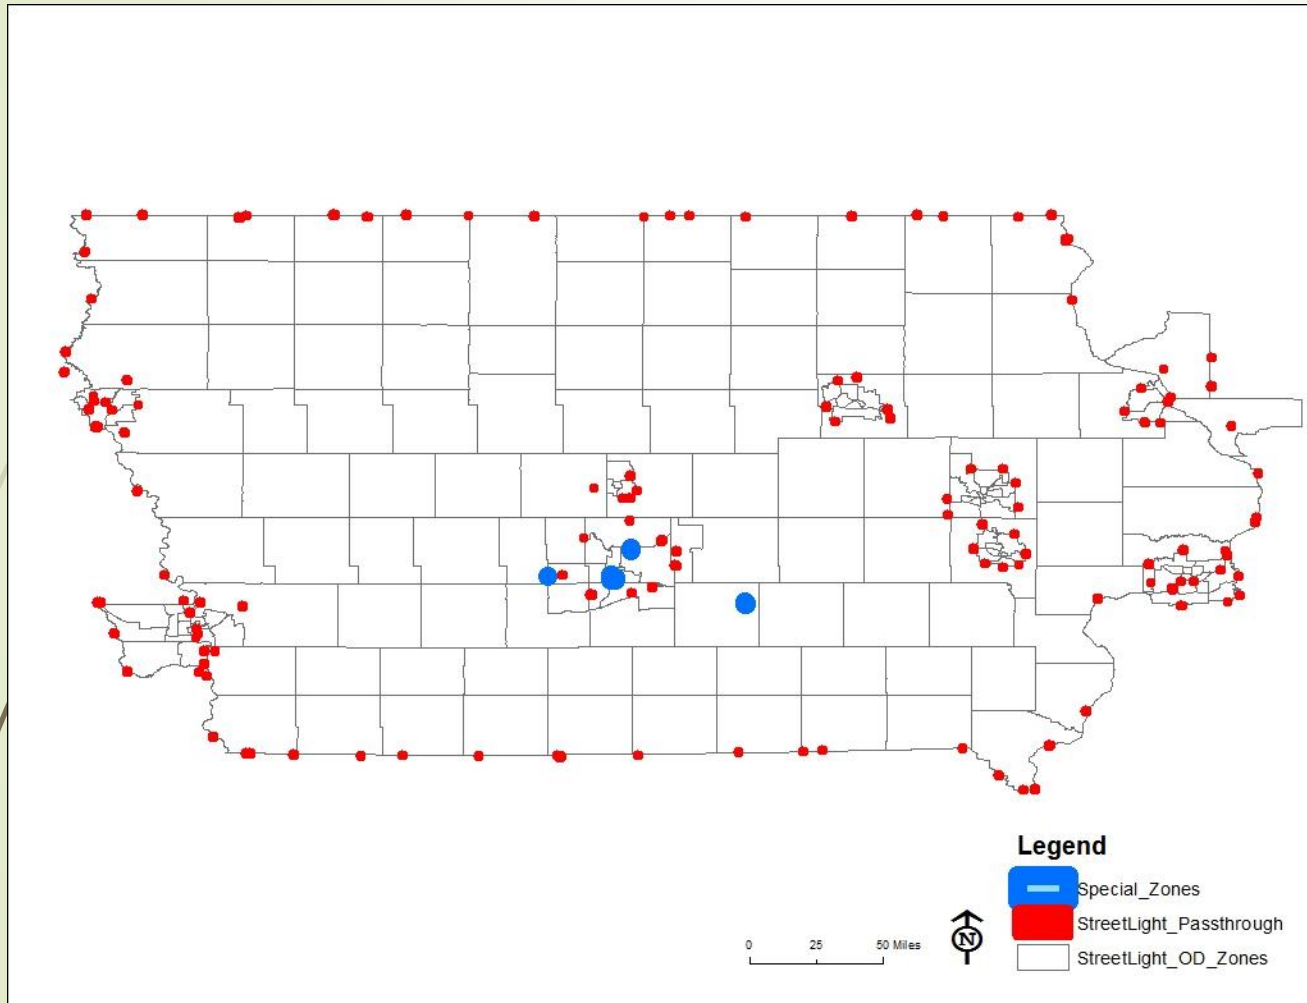 Legend
Special_Zones
StreetLight_Passthrough
StreetLight_OD_Zones
N
0 25 50 Miles